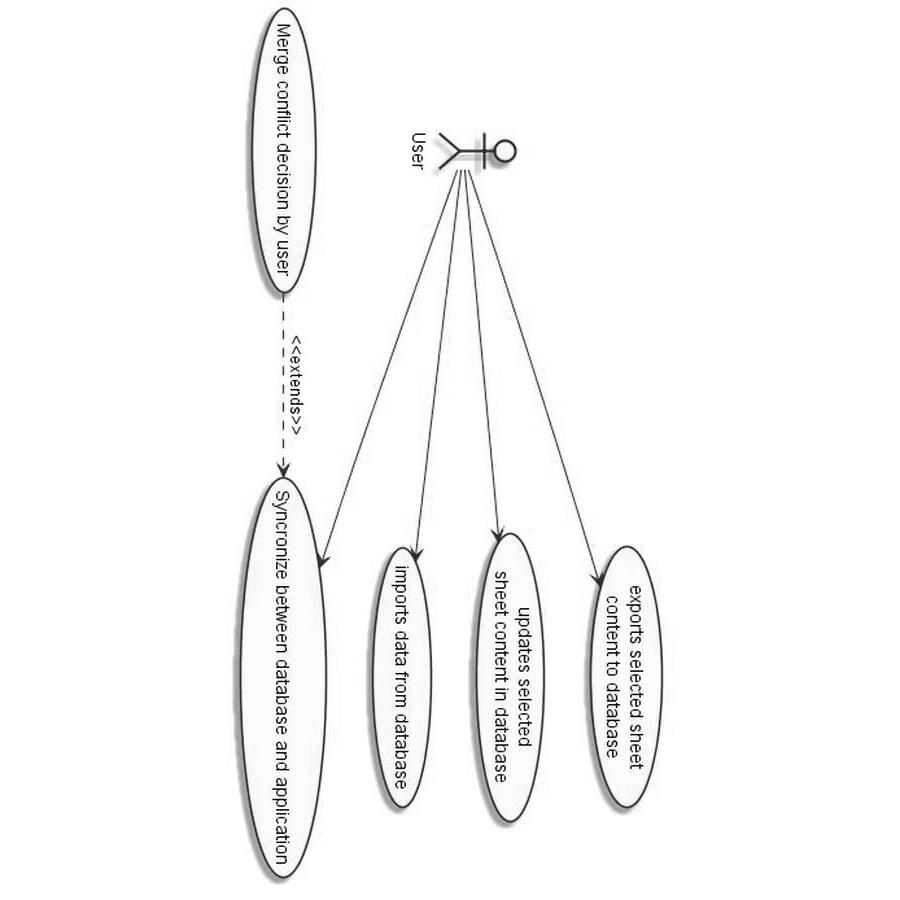 User
exports selected sheet
content to database
updates selected
sheet content in database
imports data from database
Merge conflict decision by user
<<extends>>
Syncronize between database and application